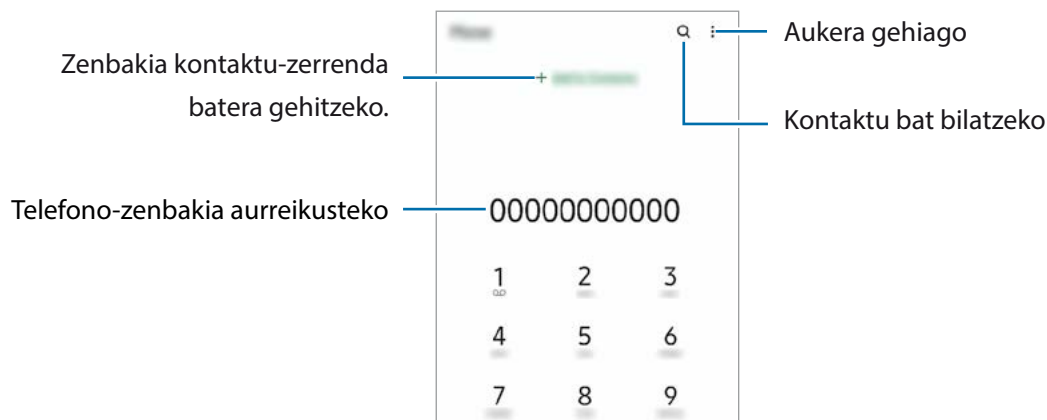 Aukera gehiago
Zenbakia kontaktu-zerrenda
batera gehitzeko.
+
Kontaktu bat bilatzeko
Telefono-zenbakia aurreikusteko
00000000000
1 2 3
4 5 6
7 8 9